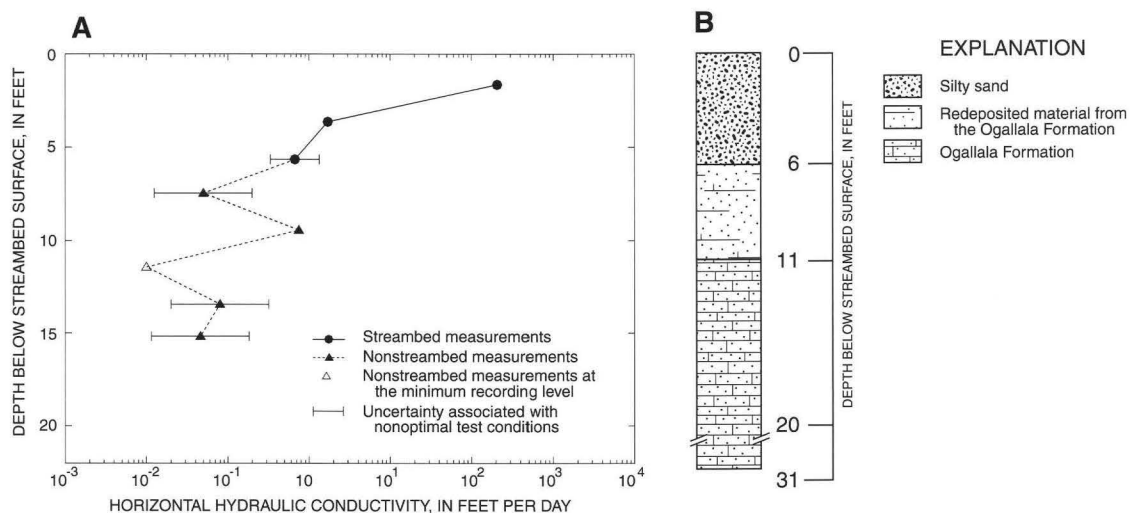 A
0
5
10
15
20
DEPTH BELOW STREAMBED SURFACE, IN FEET
Streambed measurements
Nonstreambed measurements
Nonstreambed measurements at
the minimum recording level
Uncertainty associated with
nonoptimal test conditions
10⁻³ 10⁻² 10⁻¹ 10 10¹ 10² 10³ 10⁴
HORIZONTAL HYDRAULIC CONDUCTIVITY, IN FEET PER DAY
B
0
6
11
20
31
DEPTH BELOW STREAMBED SURFACE, IN FEET
EXPLANATION
Silty sand
Redeposited material from
the Ogallala Formation
Ogallala Formation